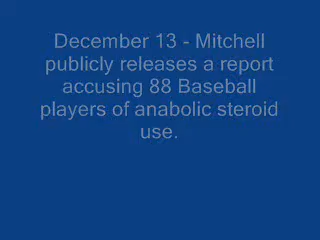 December 13 - Mitchell
publicly releases a report
accusing 88 Baseball
players of anabolic steroid
use.